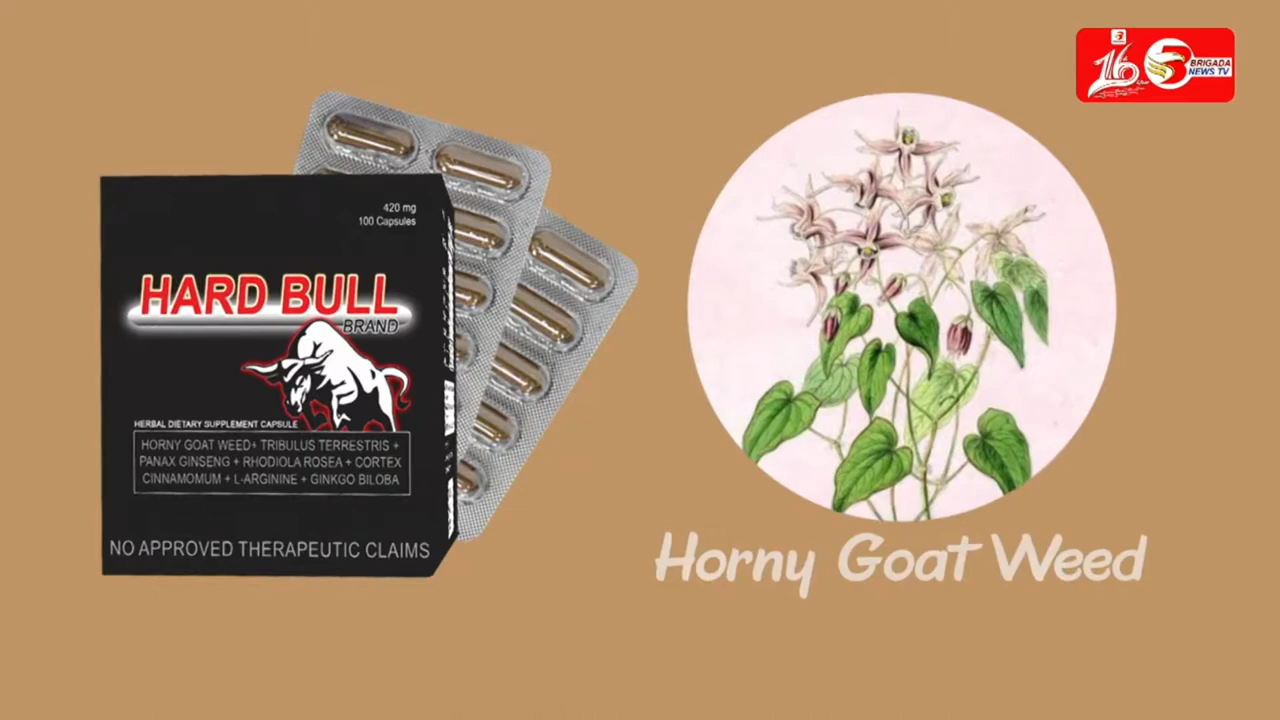 16
BRIGADA
NEWS TV
420 mg
100 Capsules
HARD BULL
BRAND
HERBAL DIETARY SUPPLEMENT CAPSULE
HORNY GOAT WEED+ TRIBULUS TERRESTRIS +
PANAX GINSENG + RHODIOLA ROSEA + CORTEX
CINNAMOMUM + L-ARGININE + GINKGO BILOBA
NO APPROVED THERAPEUTIC CLAIMS
Horny Goat Weed